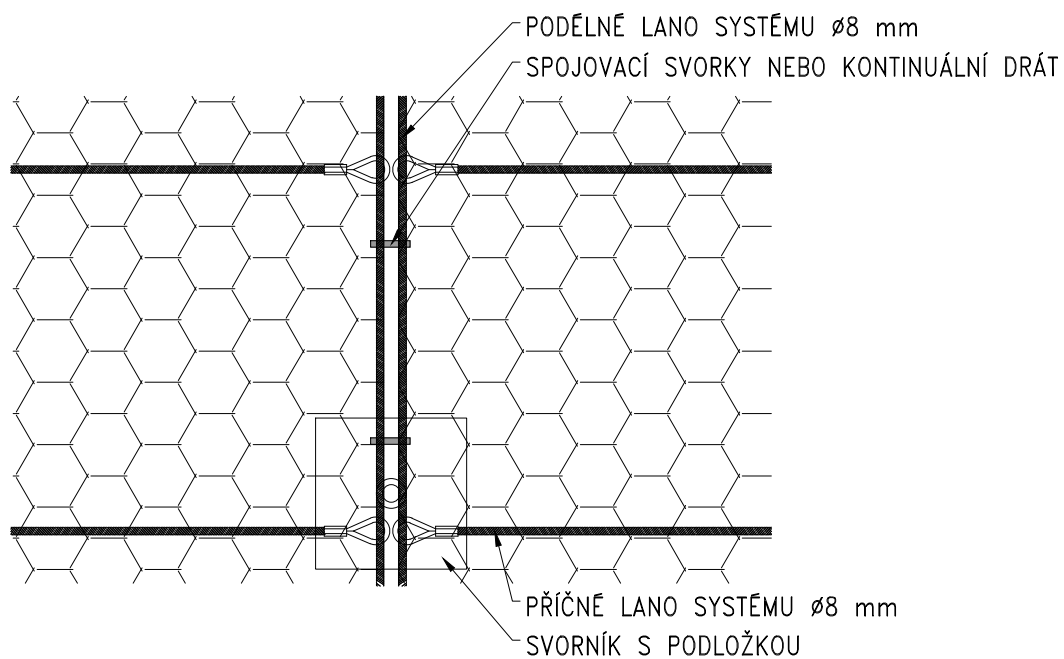 PODÉLNÉ LANO SYSTÉMU ø8 mm
SPOJOVACÍ SVORKY NEBO KONTINUÁLNÍ DRÁT
PŘÍČNÉ LANO SYSTÉMU ø8 mm
SVORNÍK S PODLOŽKOU